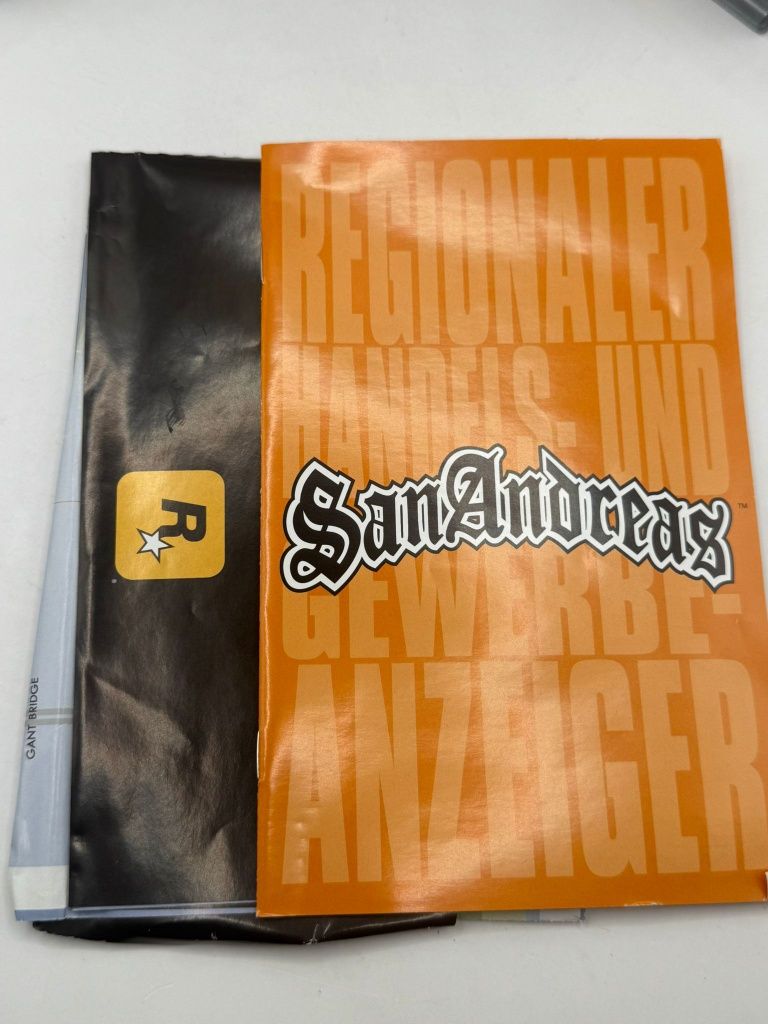 REGIONALER
HANDELS- UND
SanAndreas™
GEWERBE-
ANZEIGER
R
GANT BRIDGE